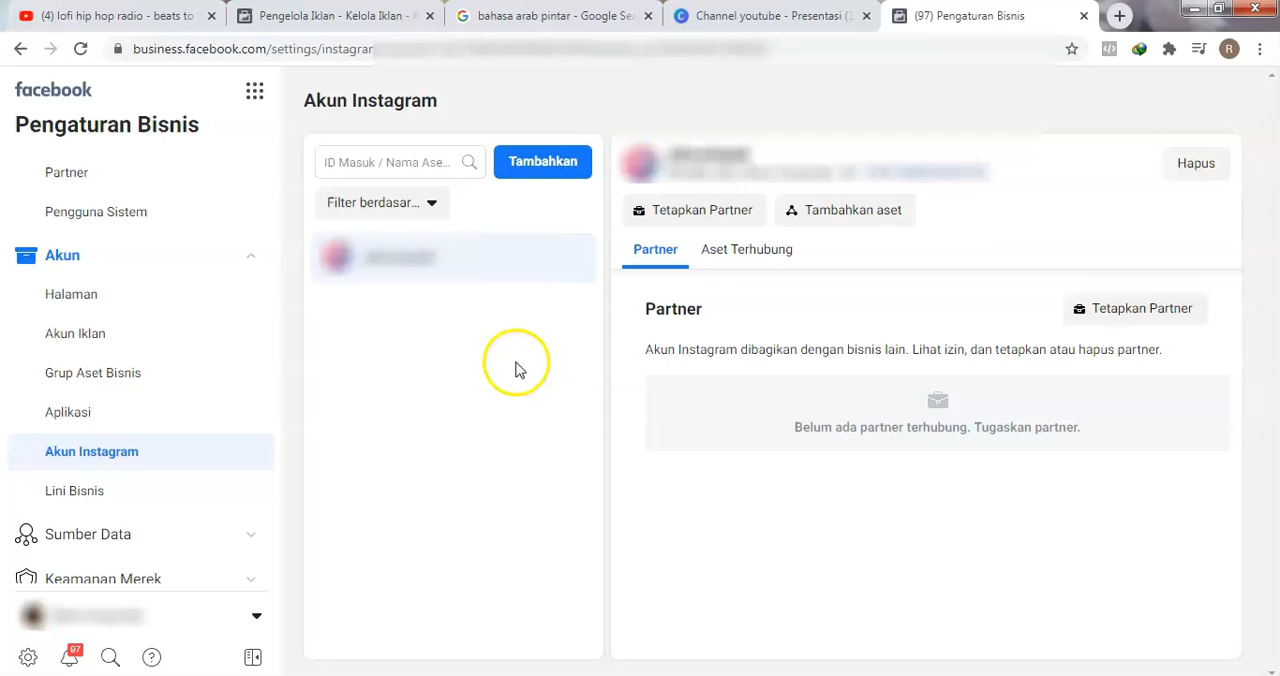 (4) lofi hip hop radio - beats to
Pengelola Iklan - Kelola Iklan -
bahasa arab pintar - Google Sea
Channel youtube - Presentasi (1
(97) Pengaturan Bisnis
business.facebook.com/settings/instagram
R
facebook
Pengaturan Bisnis
Partner
Pengguna Sistem
Akun
Halaman
Akun Iklan
Grup Aset Bisnis
Aplikasi
Akun Instagram
Lini Bisnis
Sumber Data
Keamanan Merek
97
Akun Instagram
ID Masuk / Nama Ase...
Tambahkan
Filter berdasar...
Hapus
Tetapkan Partner
Tambahkan aset
Partner
Aset Terhubung
Partner
Tetapkan Partner
Akun Instagram dibagikan dengan bisnis lain. Lihat izin, dan tetapkan atau hapus partner.
Belum ada partner terhubung. Tugaskan partner.